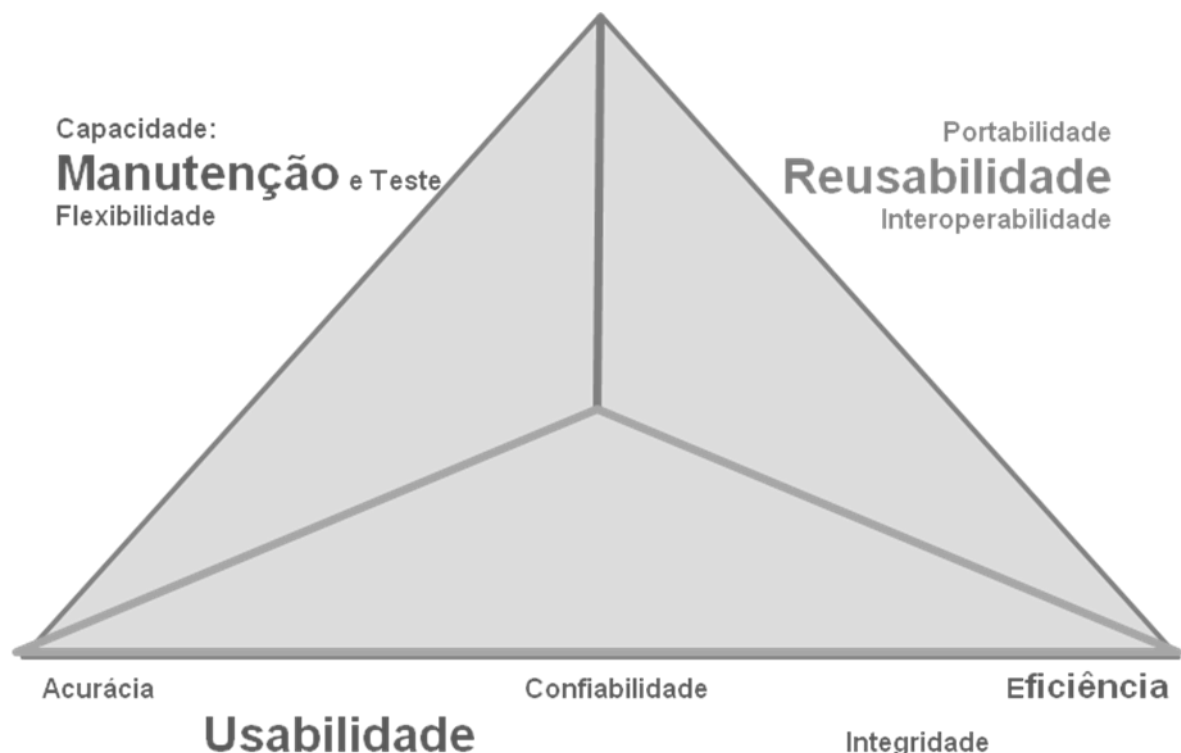 Capacidade:
Manutenção e Teste
Flexibilidade
Portabilidade
Reusabilidade
Interoperabilidade
Acurácia
Confiabilidade
Eficiência
Usabilidade
Integridade